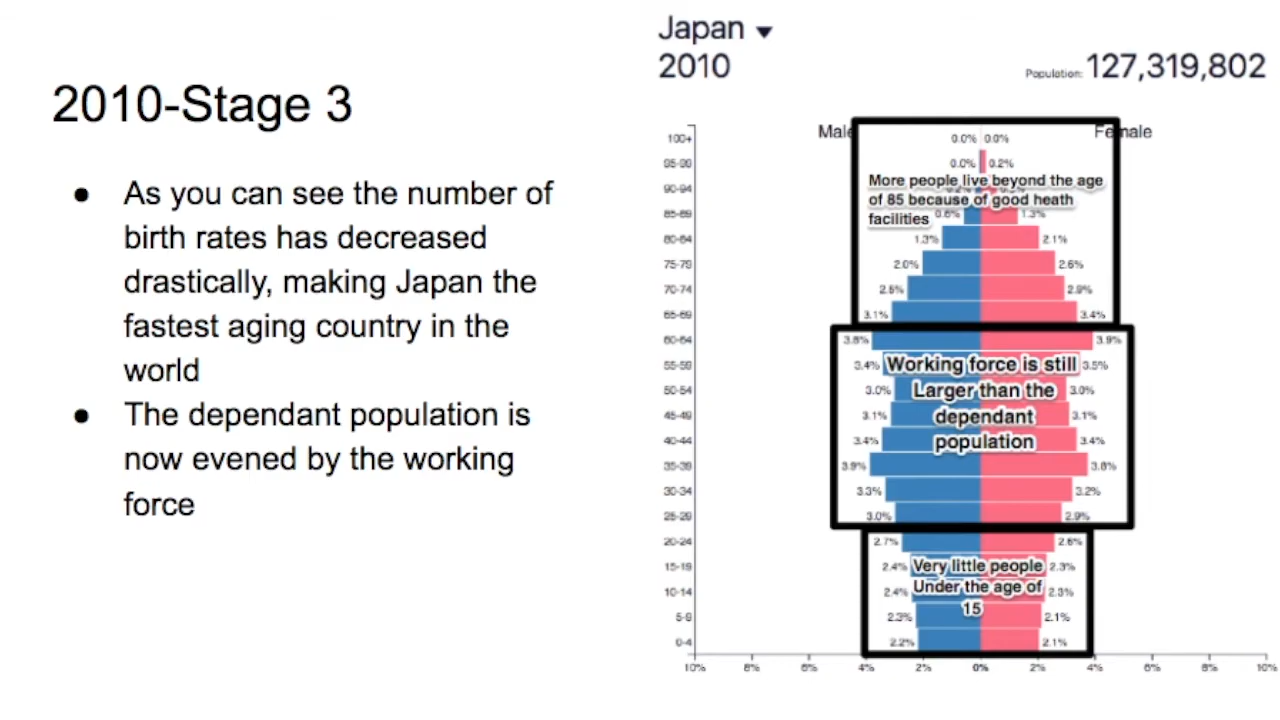 Japan
2010
Population: 127,319,802
2010-Stage 3
● As you can see the number of
birth rates has decreased
drastically, making Japan the
fastest aging country in the
world
● The dependant population is
now evened by the working
force
Male
Female
100+ 0.0% 0.0%
95-99 0.0% 0.2%
More people live beyond the age
90-94
of 85 because of good heath
facilities
85-89 0.6% 1.3%
80-84 1.3% 2.1%
75-79 2.0% 2.6%
70-74 2.5% 2.9%
65-69 3.1% 3.4%
60-64 3.8% 3.9%
55-59 3.4% Working force is still 3.5%
50-54 3.0% Larger than the 3.0%
45-49 3.1% dependant 3.1%
40-44 3.4% population 3.4%
35-39 3.9% 3.8%
30-34 3.3% 3.2%
25-29 3.0% 2.9%
20-24 2.7% 2.6%
15-19 2.4% Very little people 2.3%
10-14 2.4% Under the age of 2.3%
15
5-9 2.3% 2.1%
0-4 2.2% 2.1%
10% 8% 6% 4% 2% 0% 2% 4% 6% 8% 10%